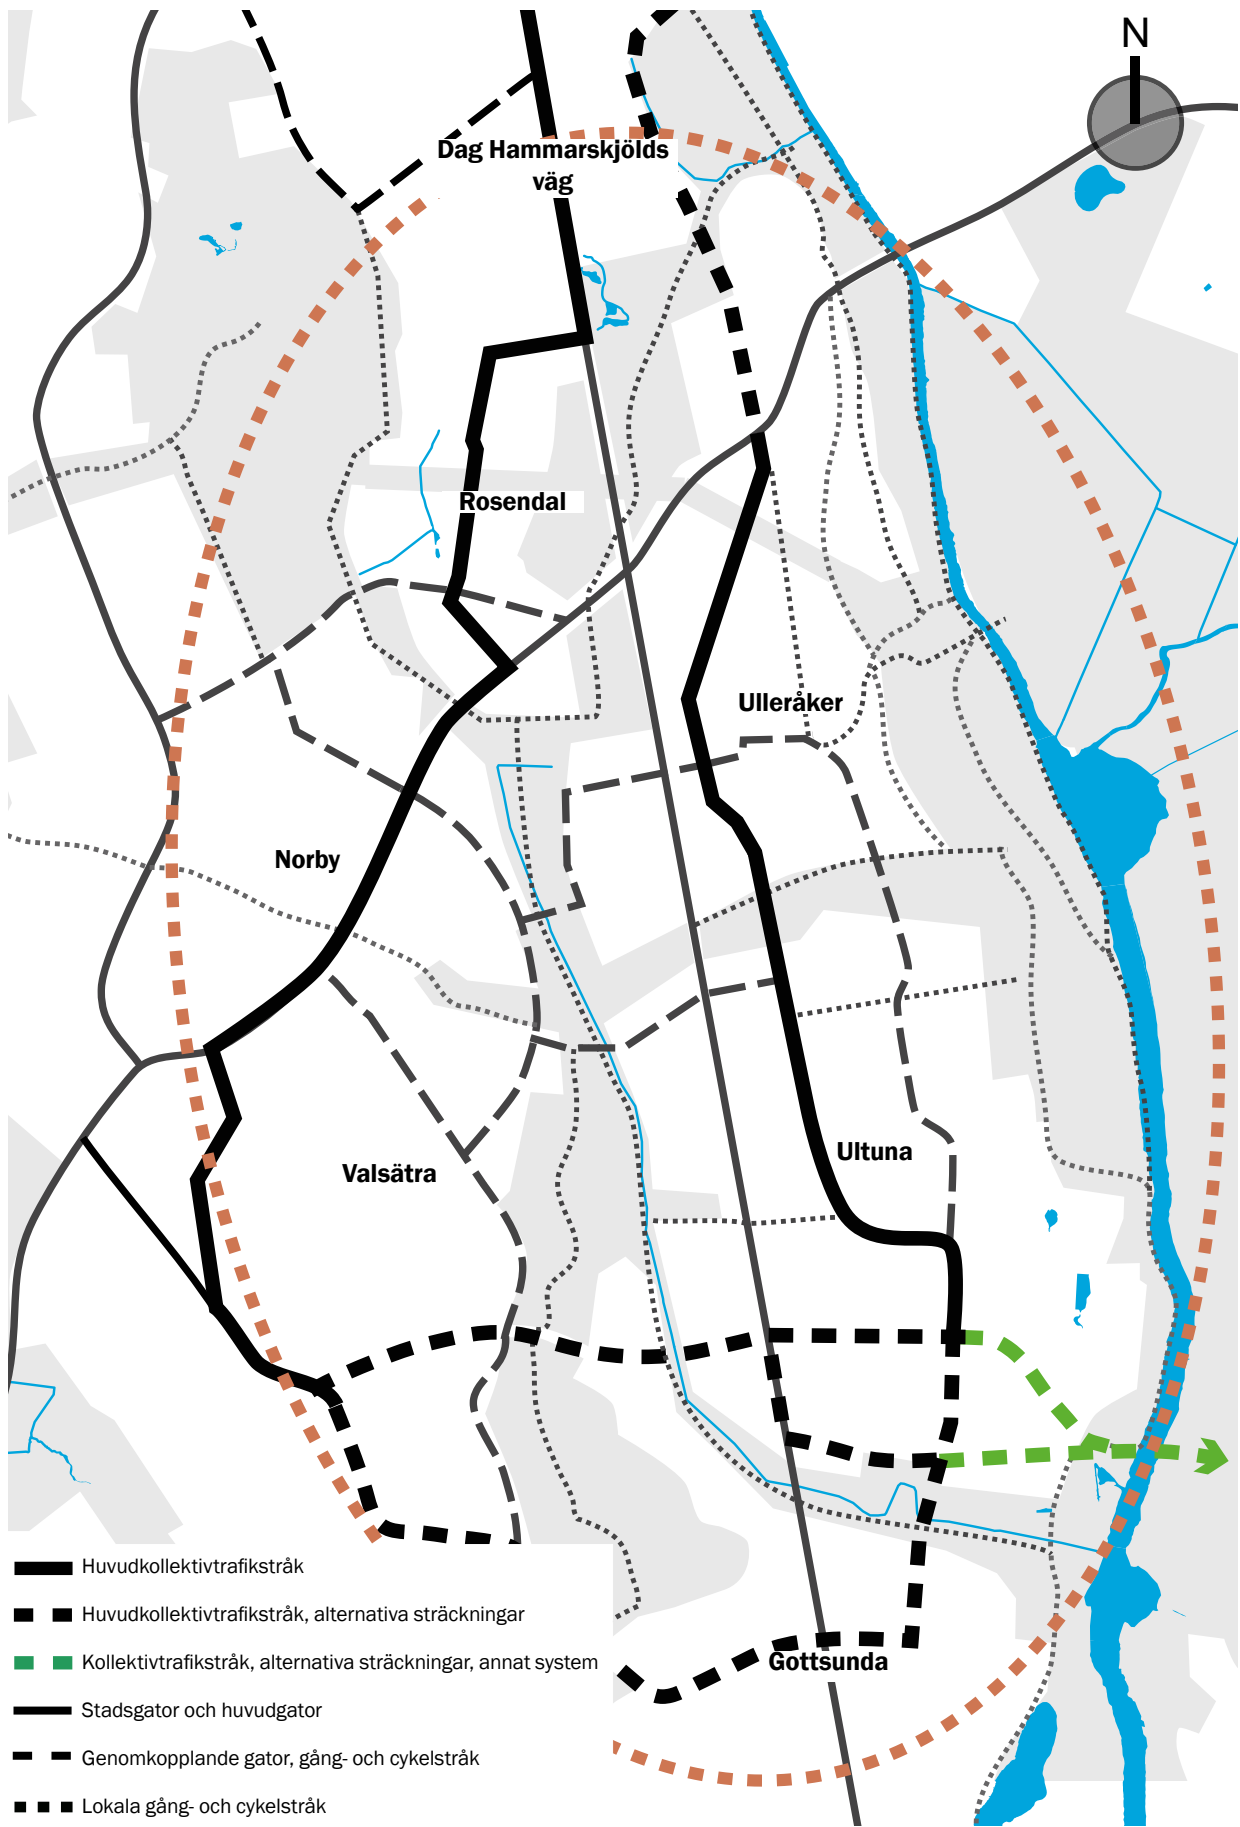 N
Dag Hammarskjölds
väg
Rosendal
Ulleråker
Norby
Ultuna
Valsätra
Gottsunda
Huvudkollektivtrafikstråk
Huvudkollektivtrafikstråk, alternativa sträckningar
Kollektivtrafikstråk, alternativa sträckningar, annat system
Stadsgator och huvudgator
Genomkopplande gator, gång- och cykelstråk
Lokala gång- och cykelstråk